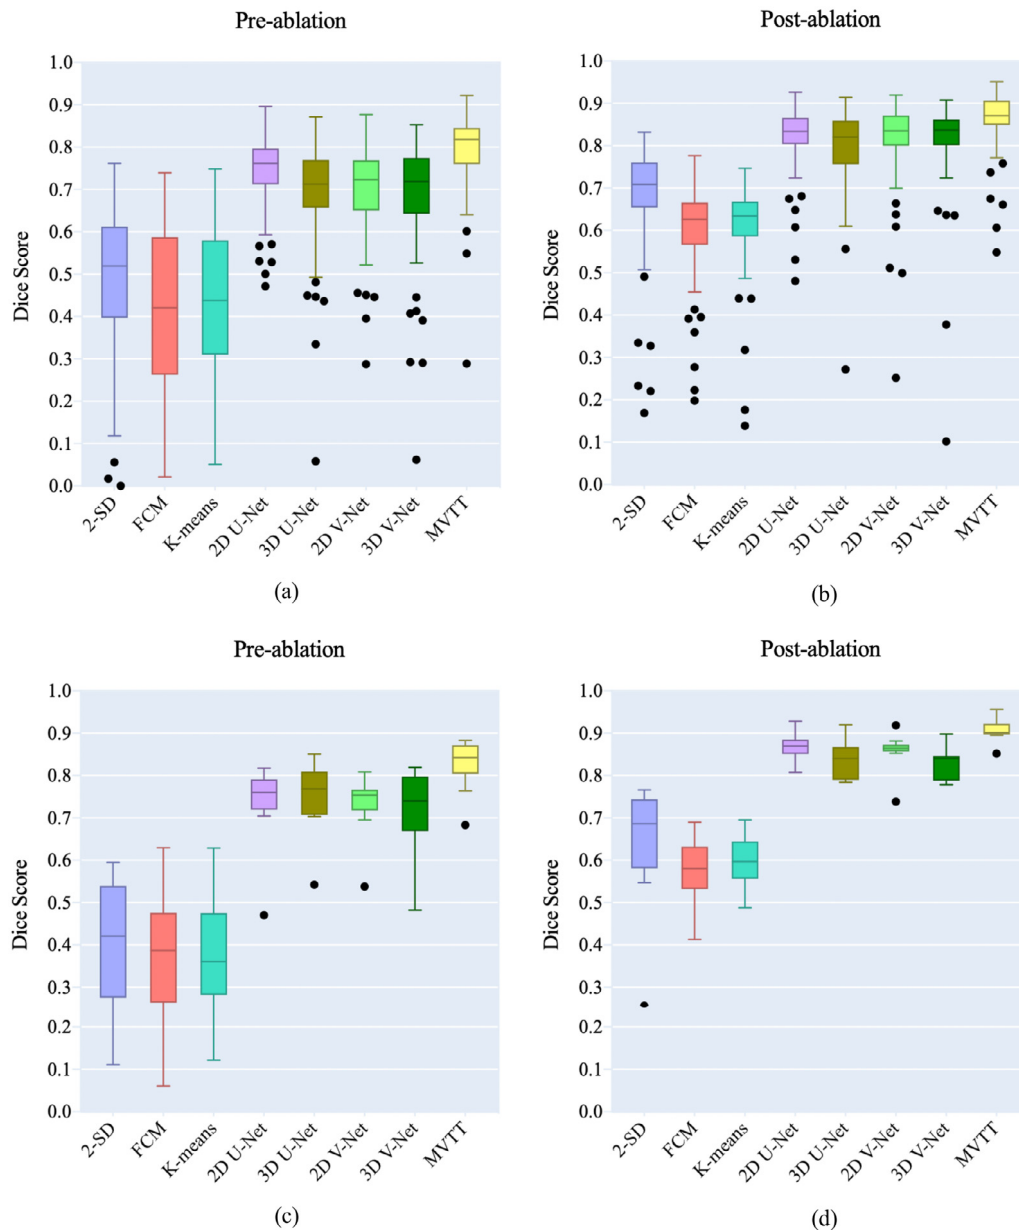 Pre-ablation
1.0
0.9
0.8
0.7
0.6
0.5
0.4
0.3
0.2
0.1
0.0
Dice Score
2-SD
FCM
K-means
2D U-Net
3D U-Net
2D V-Net
3D V-Net
MVTT
(a)
Post-ablation
1.0
0.9
0.8
0.7
0.6
0.5
0.4
0.3
0.2
0.1
0.0
Dice Score
2-SD
FCM
K-means
2D U-Net
3D U-Net
2D V-Net
3D V-Net
MVTT
(b)
Pre-ablation
1.0
0.9
0.8
0.7
0.6
0.5
0.4
0.3
0.2
0.1
0.0
Dice Score
2-SD
FCM
K-means
2D U-Net
3D U-Net
2D V-Net
3D V-Net
MVTT
(c)
Post-ablation
1.0
0.9
0.8
0.7
0.6
0.5
0.4
0.3
0.2
0.1
0.0
Dice Score
2-SD
FCM
K-means
2D U-Net
3D U-Net
2D V-Net
3D V-Net
MVTT
(d)